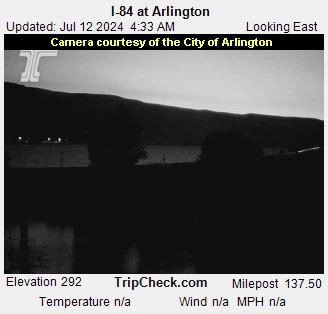 I-84 at Arlington
Updated: Jul 12 2024 4:33 AM Looking East
Camera courtesy of the City of Arlington
Elevation 292 TripCheck.com Milepost 137.50
Temperature n/a Wind n/a MPH n/a